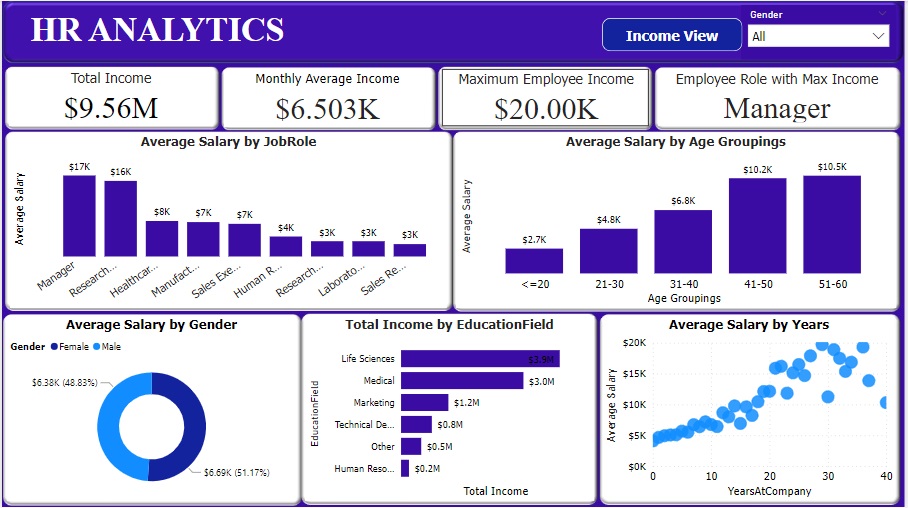 HR ANALYTICS
Income View
Gender
All
Total Income
$9.56M
Monthly Average Income
$6.503K
Maximum Employee Income
$20.00K
Employee Role with Max Income
Manager
Average Salary by JobRole
Average Salary
$17K
$16K
$8K
$7K
$7K
$4K
$3K
$3K
$3K
Manager
Research...
Healthcar...
Manufact...
Sales Exe...
Human R...
Research...
Laborato...
Sales Re...
Average Salary by Age Groupings
Average Salary
$2.7K
$4.8K
$6.8K
$10.2K
$10.5K
<=20
21-30
31-40
41-50
51-60
Age Groupings
Average Salary by Gender
Gender Female Male
$6.38K (48.83%)
$6.69K (51.17%)
Total Income by EducationField
EducationField
Life Sciences $3.9M
Medical $3.0M
Marketing $1.2M
Technical De... $0.8M
Other $0.5M
Human Reso... $0.2M
Total Income
Average Salary by Years
Average Salary
$20K
$15K
$10K
$5K
$0K
0 10 20 30 40
YearsAtCompany